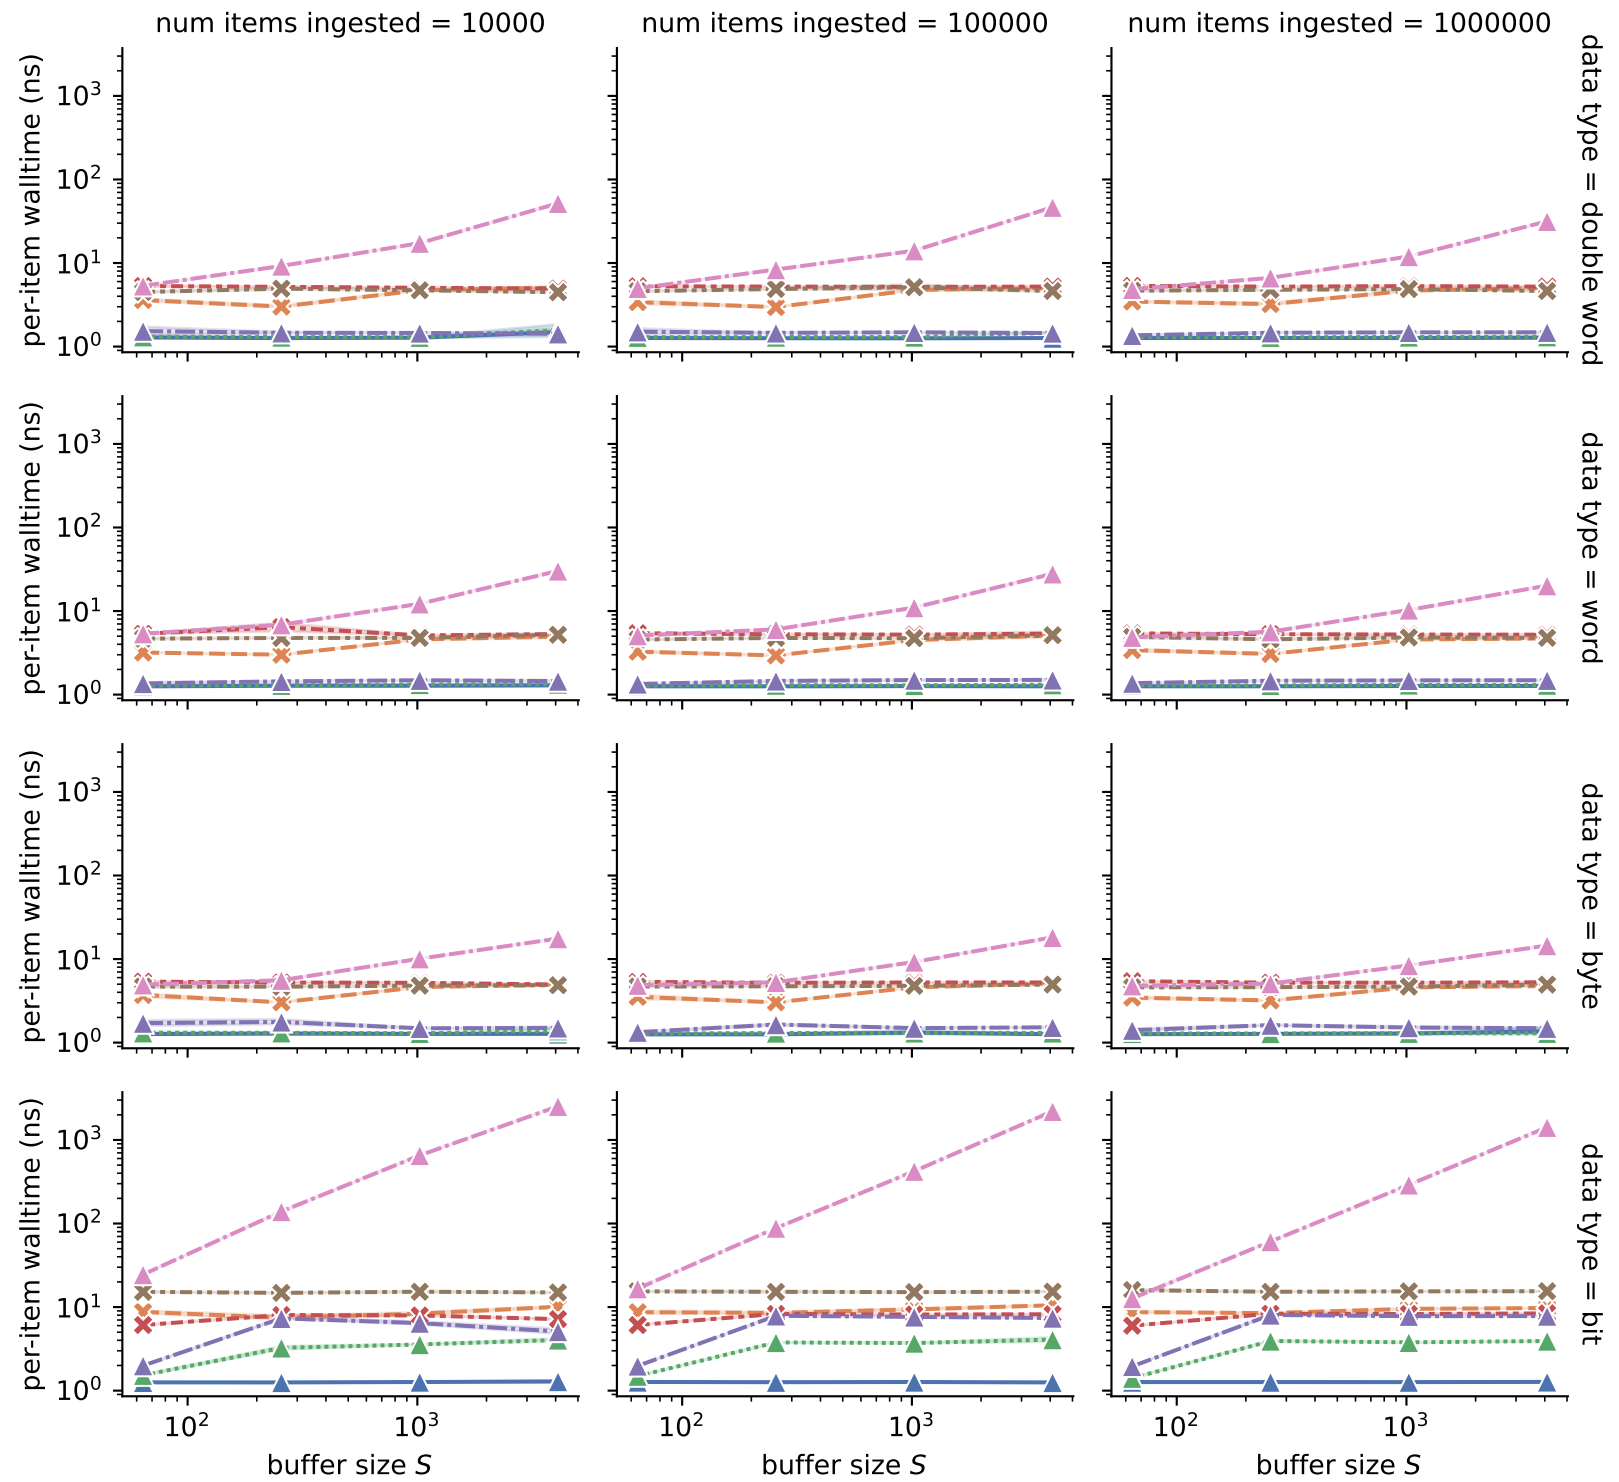 num items ingested = 10000
num items ingested = 100000
num items ingested = 1000000
per-item walltime (ns)
10³
10²
10¹
10⁰
data type = double word
per-item walltime (ns)
10³
10²
10¹
10⁰
data type = word
per-item walltime (ns)
10³
10²
10¹
10⁰
data type = byte
per-item walltime (ns)
10³
10²
10¹
10⁰
data type = bit
10² 10³
10² 10³
10² 10³
buffer size S
buffer size S
buffer size S